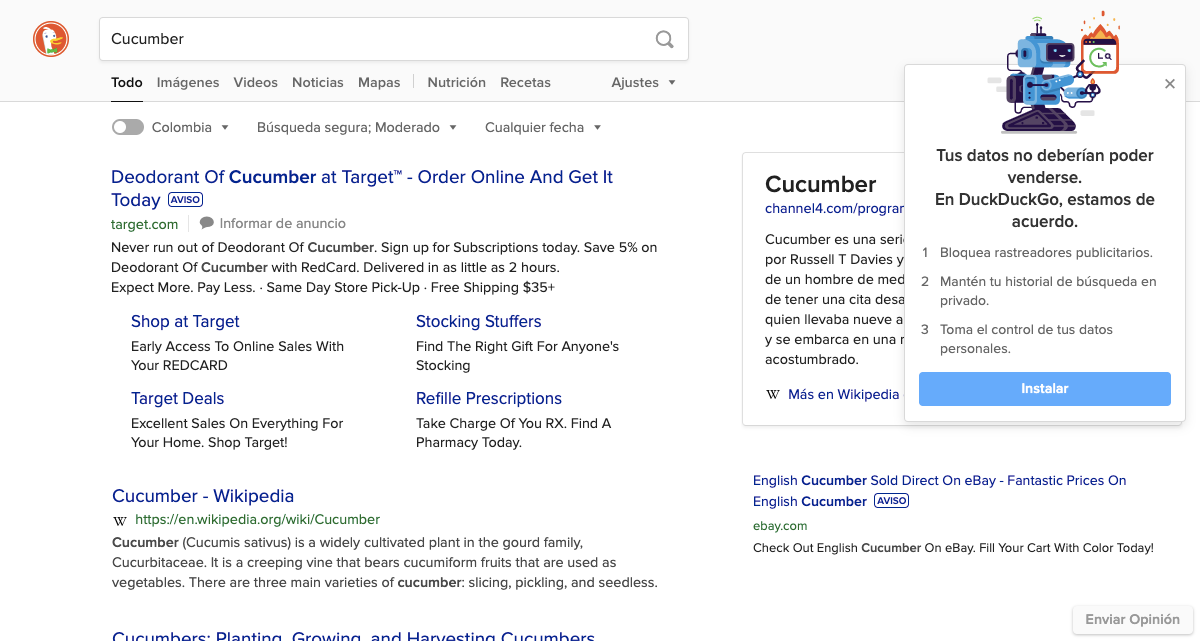 Cucumber
Todo Imágenes Videos Noticias Mapas Nutrición Recetas Ajustes
Colombia Búsqueda segura; Moderado Cualquier fecha
Deodorant Of Cucumber at Target™ - Order Online And Get It
Today AVISO
target.com Informar de anuncio
Never run out of Deodorant Of Cucumber. Sign up for Subscriptions today. Save 5% on
Deodorant Of Cucumber with RedCard. Delivered in as little as 2 hours.
Expect More. Pay Less. · Same Day Store Pick-Up · Free Shipping $35+
Shop at Target
Early Access To Online Sales With
Your REDCARD
Stocking Stuffers
Find The Right Gift For Anyone's
Stocking
Target Deals
Excellent Sales On Everything For
Your Home. Shop Target!
Refille Prescriptions
Take Charge Of You RX. Find A
Pharmacy Today.
Cucumber - Wikipedia
W https://en.wikipedia.org/wiki/Cucumber
Cucumber (Cucumis sativus) is a widely cultivated plant in the gourd family,
Cucurbitaceae. It is a creeping vine that bears cucumiform fruits that are used as
vegetables. There are three main varieties of cucumber: slicing, pickling, and seedless.
Cucumbers: Planting, Growing, and Harvesting Cucumbers
Cucumber
channel4.com/program
Cucumber es una serie
por Russell T Davies y
de un hombre de med
de tener una cita desa
quien llevaba nueve a
y se embarca en una
acostumbrado.
W Más en Wikipedia
Tus datos no deberían poder
venderse.
En DuckDuckGo, estamos de
acuerdo.
1 Bloquea rastreadores publicitarios.
2 Mantén tu historial de búsqueda en
privado.
3 Toma el control de tus datos
personales.
Instalar
English Cucumber Sold Direct On eBay - Fantastic Prices On
English Cucumber AVISO
ebay.com
Check Out English Cucumber On eBay. Fill Your Cart With Color Today!
Enviar Opinión